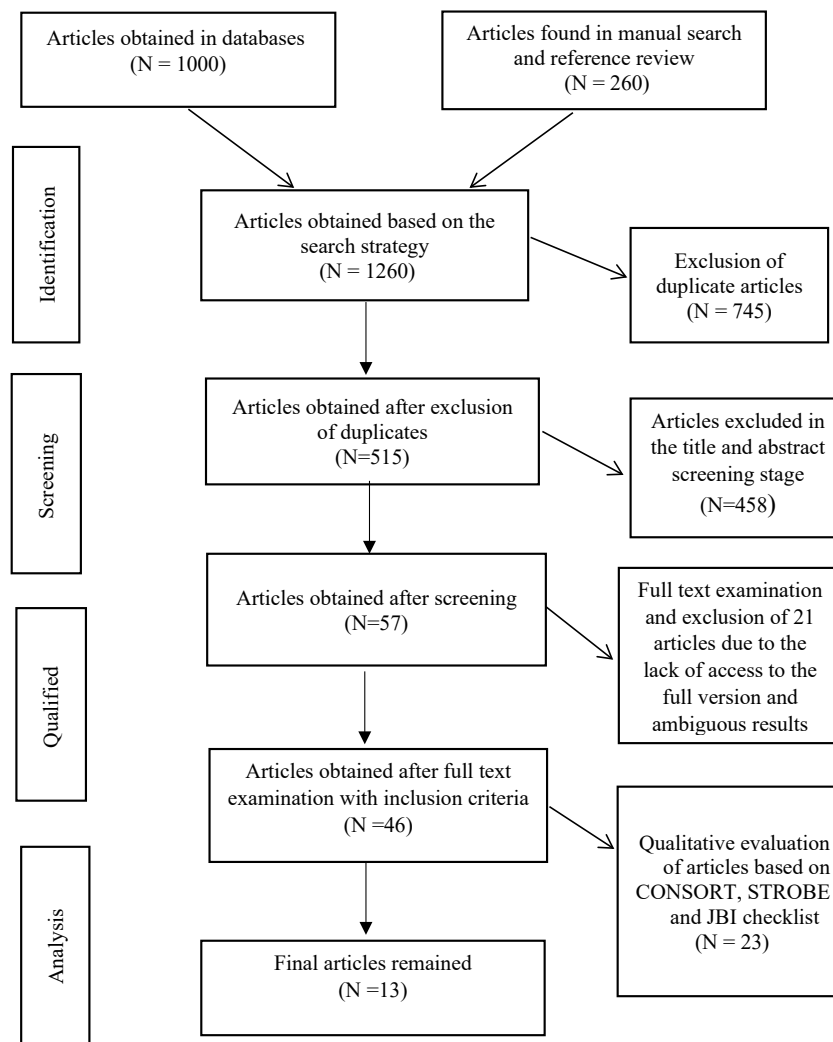 Articles obtained in databases
(N = 1000)
Articles found in manual search
and reference review
(N = 260)
Identification
Articles obtained based on the
search strategy
(N = 1260)
Exclusion of
duplicate articles
(N = 745)
Screening
Articles obtained after exclusion
of duplicates
(N=515)
Articles excluded in
the title and abstract
screening stage
(N=458)
Articles obtained after screening
(N=57)
Full text examination
and exclusion of 21
articles due to the
lack of access to the
full version and
ambiguous results
Qualified
Articles obtained after full text
examination with inclusion criteria
(N =46)
Qualitative evaluation
of articles based on
CONSORT, STROBE
and JBI checklist
(N = 23)
Analysis
Final articles remained
(N =13)